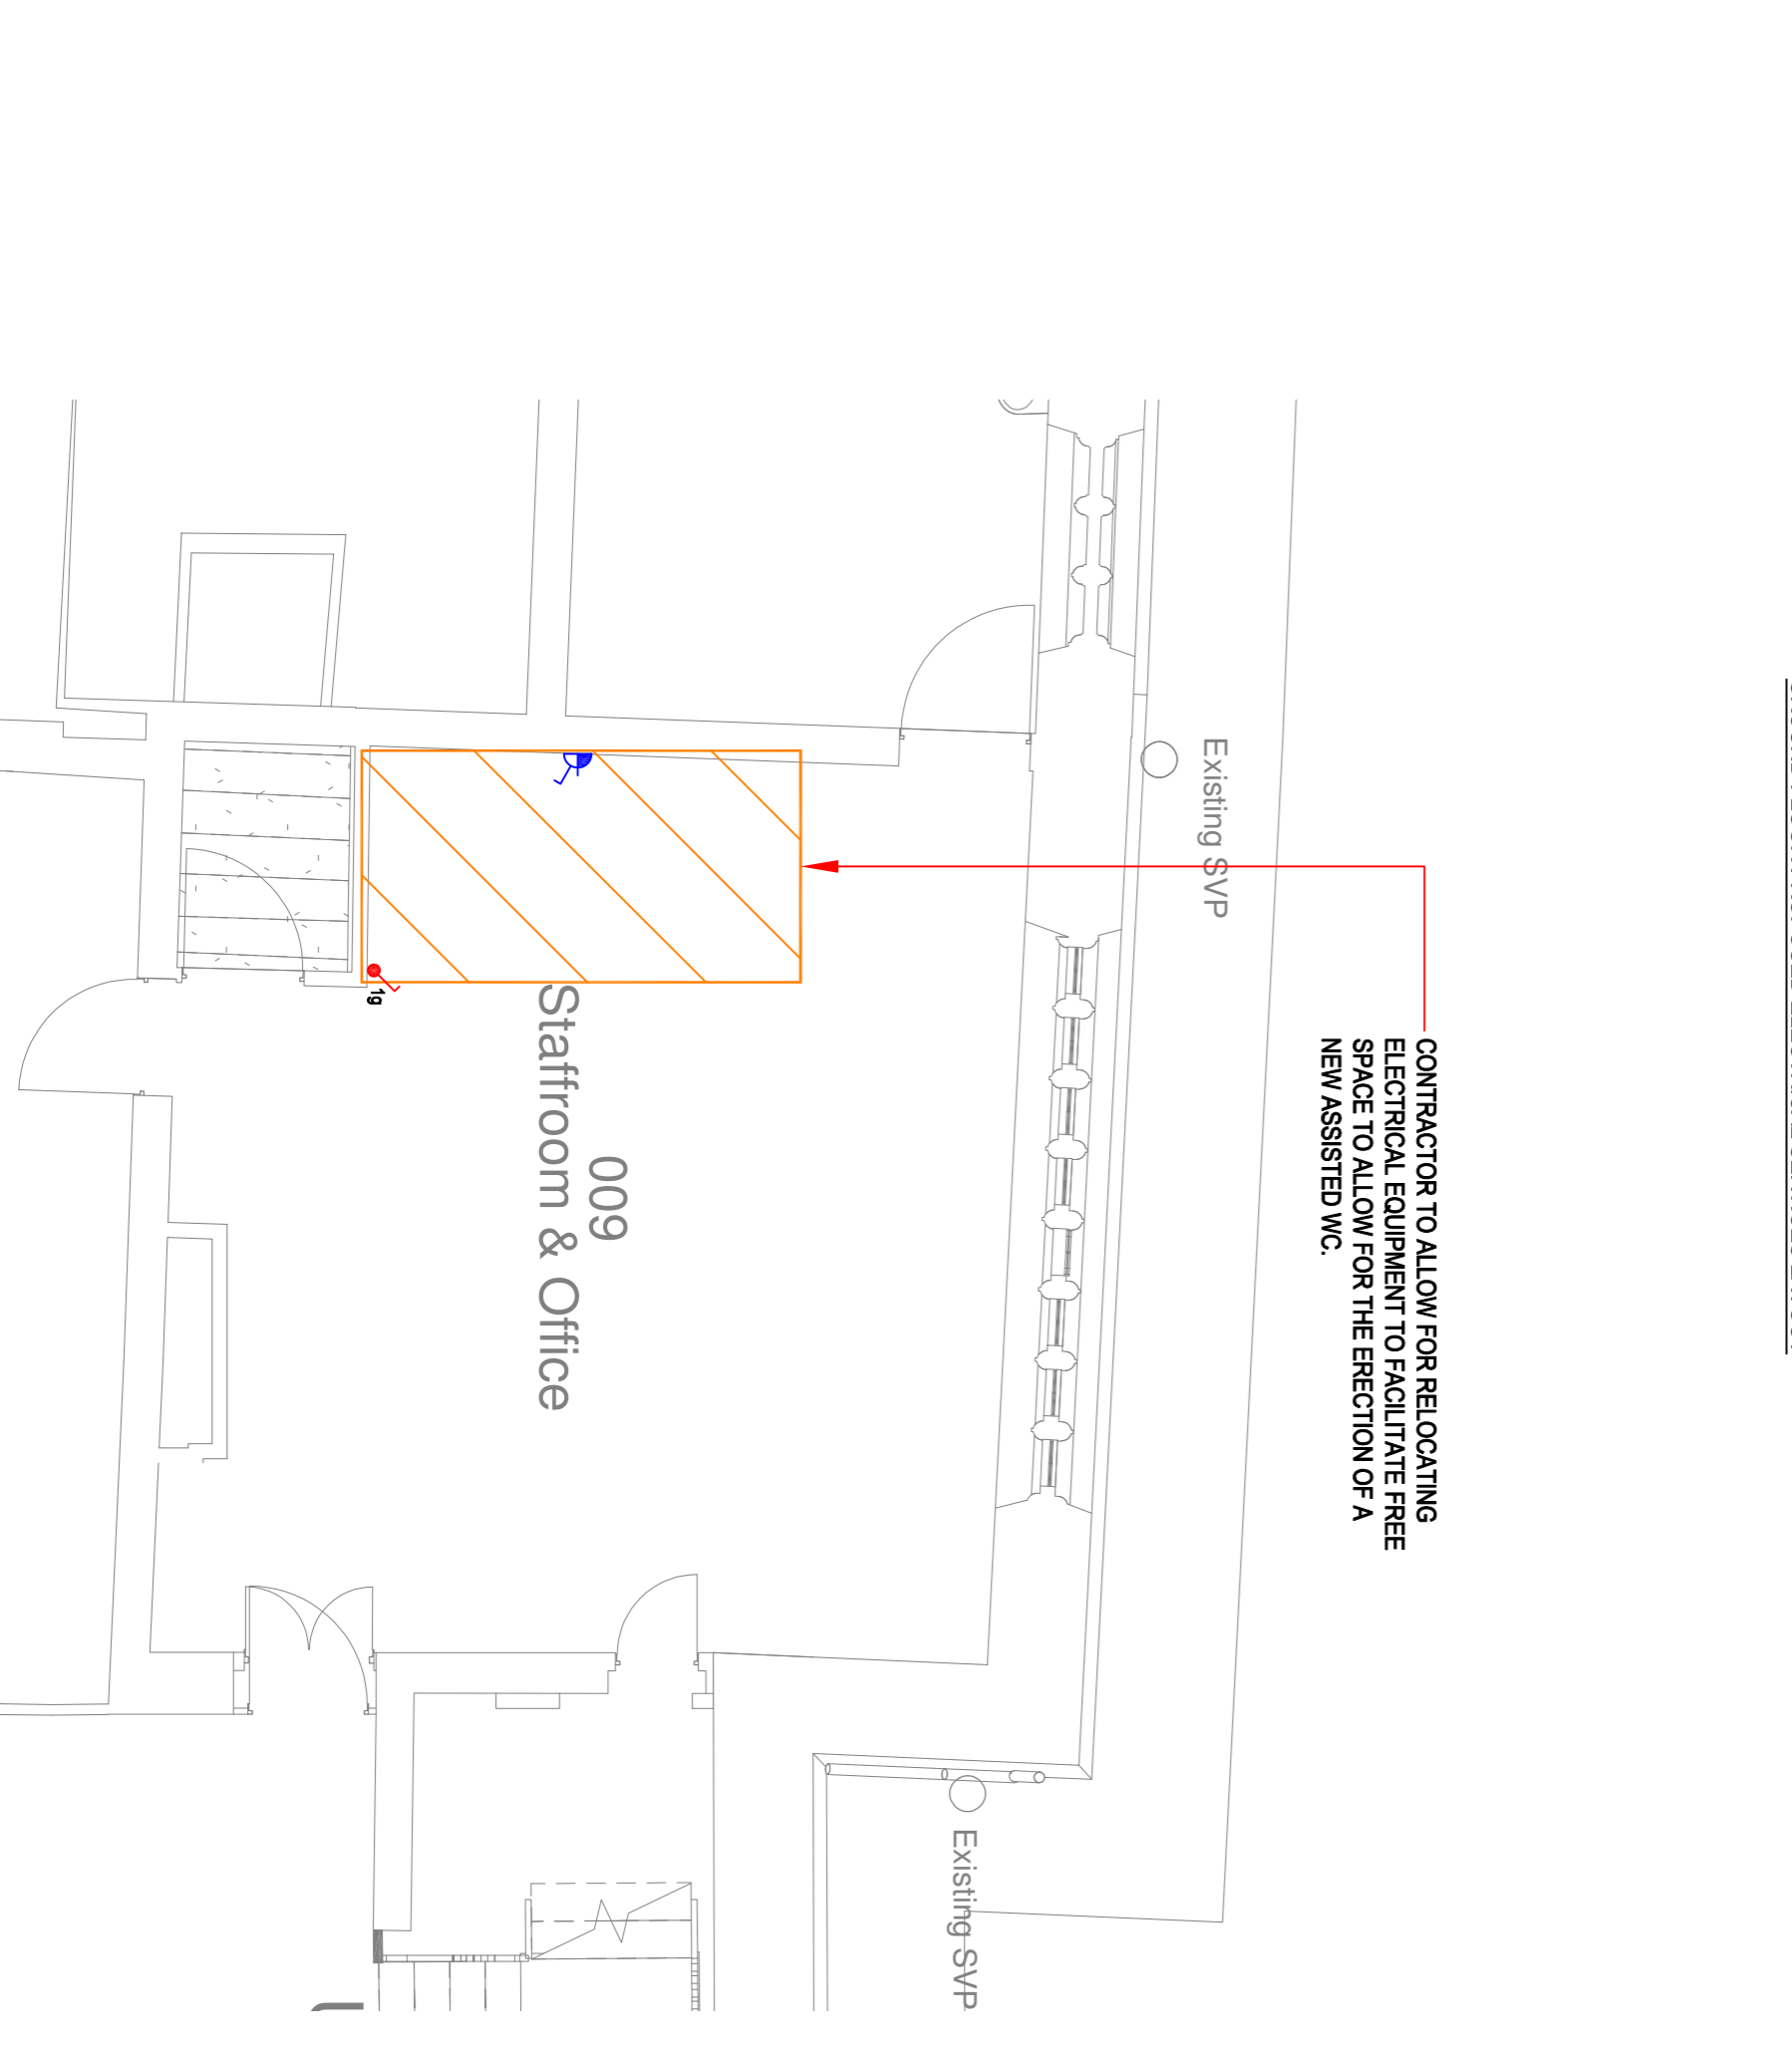 CONTRACTOR TO ALLOW FOR RELOCATING
ELECTRICAL EQUIPMENT TO FACILITATE FREE
SPACE TO ALLOW FOR THE ERECTION OF A
NEW ASSISTED WC.
Existing SVP
009
Staffroom & Office
1g
Existing SVP